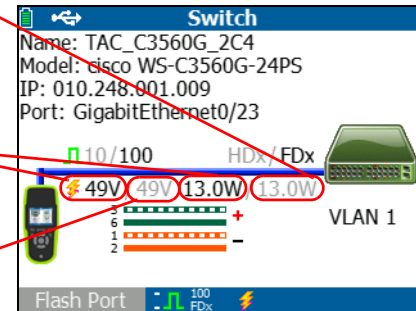 Switch
Name: TAC_C3560G_2C4
Model: cisco WS-C3560G-24PS
IP: 010.248.001.009
Port: GigabitEthernet0/23
10/100 HDx/FDx
49V/49V/13.0W/13.0W
3
6 +
1
2 −
VLAN 1
Flash Port 100 FDx